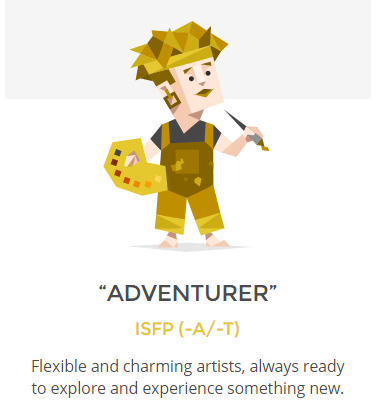 “ADVENTURER”
ISFP (-A/-T)
Flexible and charming artists, always ready
to explore and experience something new.